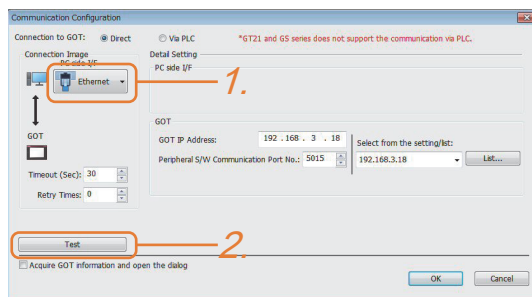 Communication Configuration
Connection to GOT: Direct Via PLC *GT21 and GS series does not support the communication via PLC.
Connection Image
PC side I/F
Ethernet
1.
GOT
Timeout (Sec): 30
Retry Times: 0
Detail Setting
PC side I/F
GOT
GOT IP Address: 192 . 168 . 3 . 18
Peripheral S/W Communication Port No.: 5015
Select from the setting/list:
192.168.3.18 List...
Test
2.
Acquire GOT information and open the dialog
OK Cancel